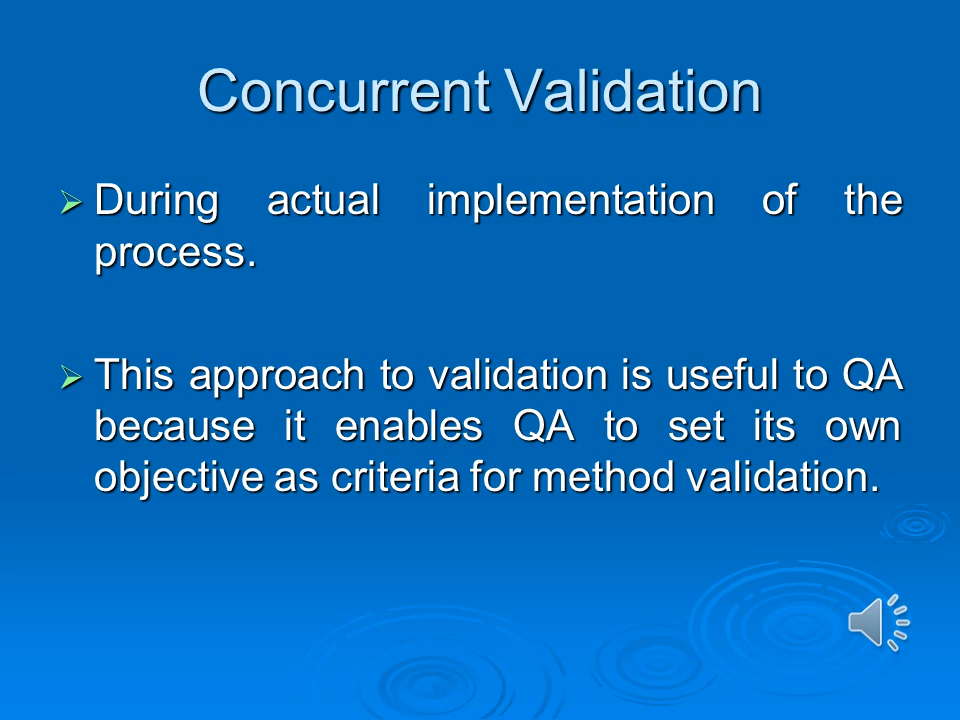 Concurrent Validation
During actual implementation of the
process.
This approach to validation is useful to QA
because it enables QA to set its own
objective as criteria for method validation.